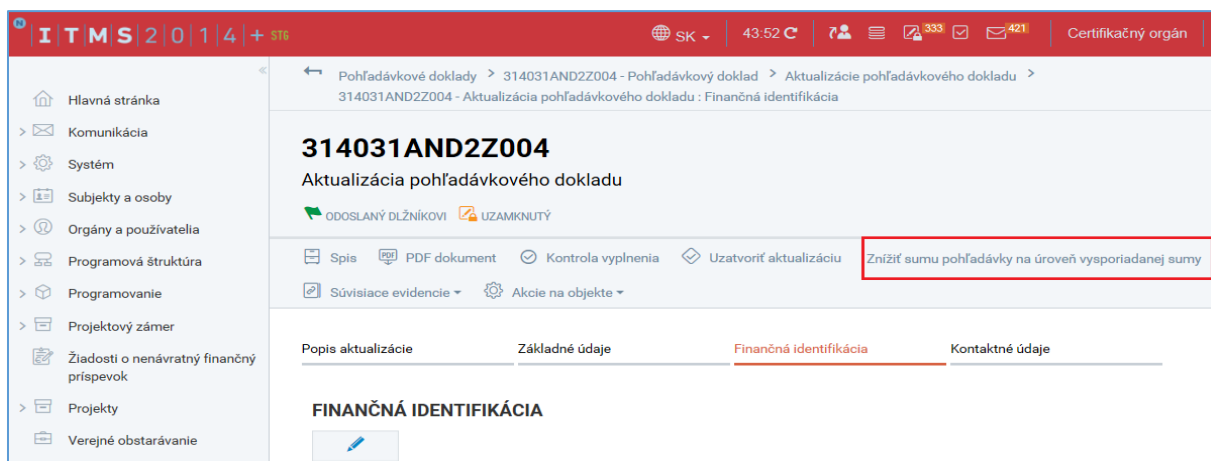 ITMS2014+ STG
SK 43:52 333 421 Certifikačný orgán
Pohľadávkové doklady > 314031AND2Z004 - Pohľadávkový doklad > Aktualizácie pohľadávkového dokladu >
314031AND2Z004 - Aktualizácia pohľadávkového dokladu : Finančná identifikácia
Hlavná stránka
Komunikácia
Systém
Subjekty a osoby
Orgány a používatelia
Programová štruktúra
Programovanie
Projektový zámer
Žiadosti o nenávratný finančný
príspevok
Projekty
Verejné obstarávanie
314031AND2Z004
Aktualizácia pohľadávkového dokladu
ODOSLANÝ DLŽNÍKOVI UZAMKNUTÝ
Spis PDF PDF dokument Kontrola vyplnenia Uzatvoriť aktualizáciu Znížiť sumu pohľadávky na úroveň vysporiadanej sumy
Súvisiace evidencie Akcie na objekte
Popis aktualizácie Základné údaje Finančná identifikácia Kontaktné údaje
FINANČNÁ IDENTIFIKÁCIA